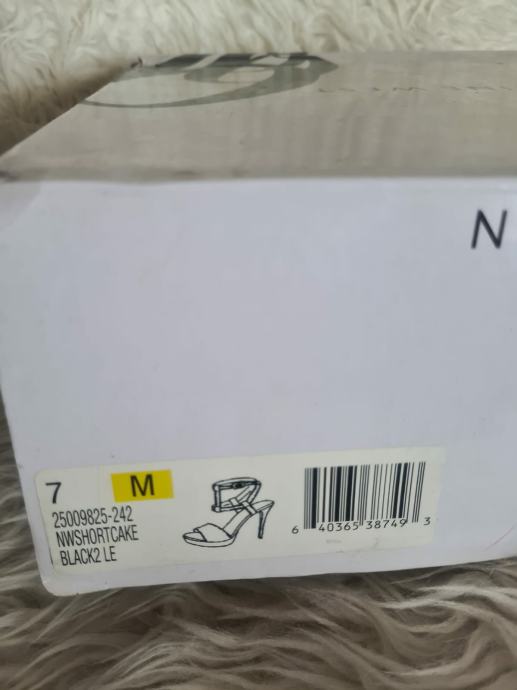 N
7 M
25009825-242
NWSHORTCAKE
BLACK2 LE
6 40365 38749 3